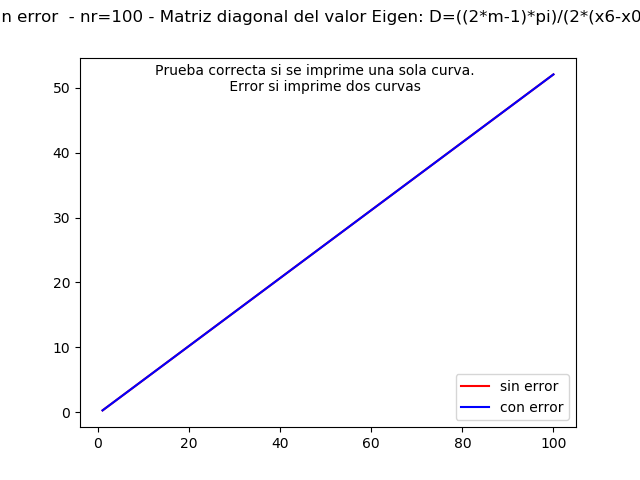 n error - nr=100 - Matriz diagonal del valor Eigen: D=((2*m-1)*pi)/(2*(x6-x0
Prueba correcta si se imprime una sola curva.
Error si imprime dos curvas
50
40
30
20
10
0
sin error
con error
0 20 40 60 80 100